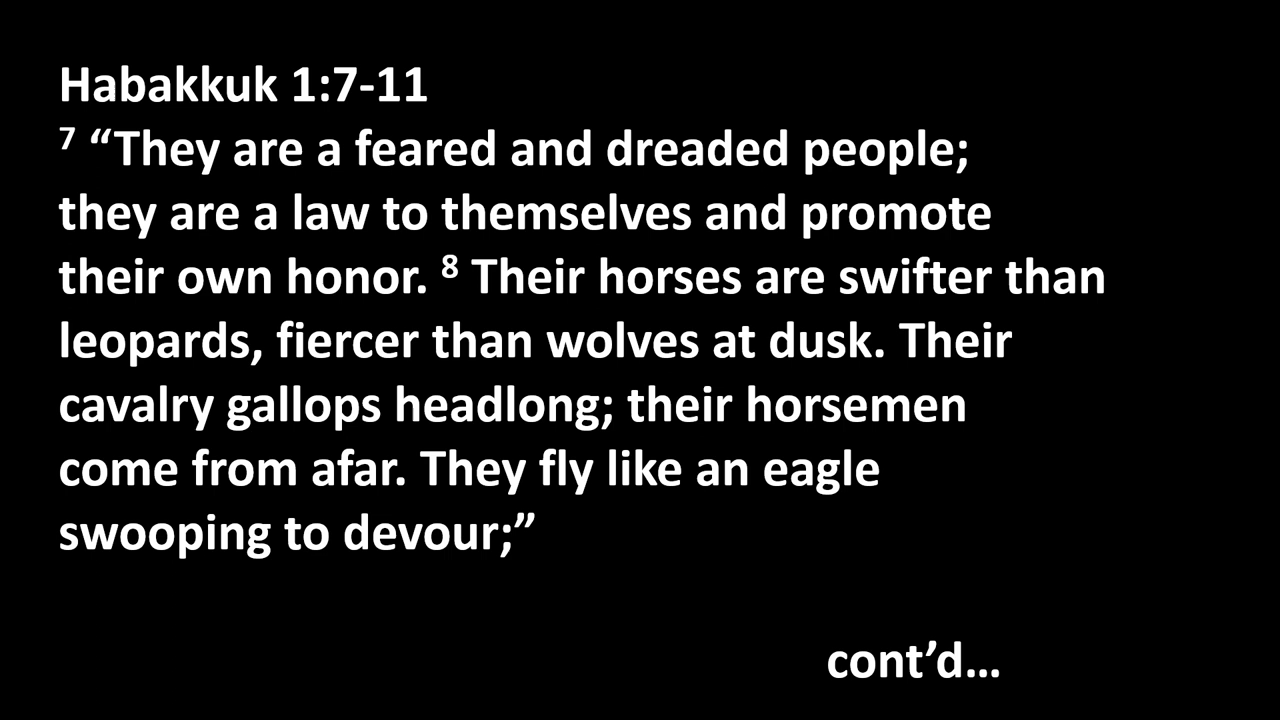 Habakkuk 1:7-11
7 “They are a feared and dreaded people;
they are a law to themselves and promote
their own honor. 8 Their horses are swifter than
leopards, fiercer than wolves at dusk. Their
cavalry gallops headlong; their horsemen
come from afar. They fly like an eagle
swooping to devour;”
cont’d…